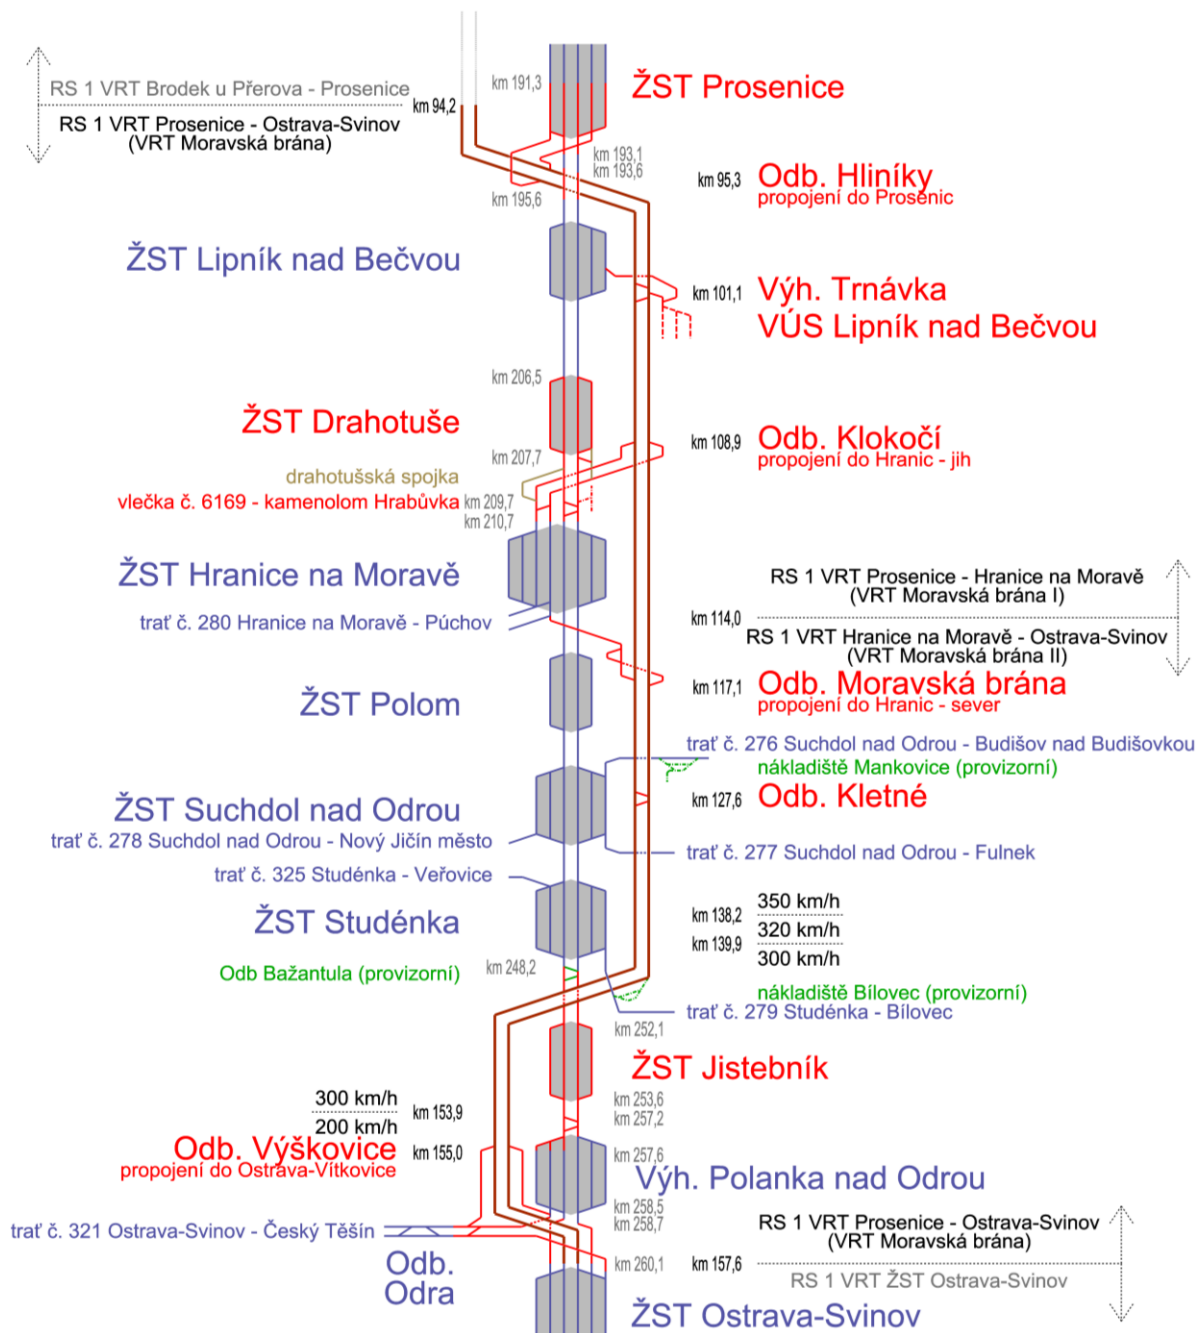 km 191,3
ŽST Prosenice
RS 1 VRT Brodek u Přerova - Prosenice
km 94,2
RS 1 VRT Prosenice - Ostrava-Svinov
(VRT Moravská brána)
km 193,1
km 193,6
km 95,3
Odb. Hliníky
propojení do Prosenic
km 195,6
ŽST Lipník nad Bečvou
km 101,1
Výh. Trnávka
VÚS Lipník nad Bečvou
km 206,5
ŽST Drahotuše
km 108,9
Odb. Klokočí
propojení do Hranic - jih
km 207,7
drahotušská spojka
vlečka č. 6169 - kamenolom Hrabůvka
km 209,7
km 210,7
ŽST Hranice na Moravě
RS 1 VRT Prosenice - Hranice na Moravě
(VRT Moravská brána I)
km 114,0
trať č. 280 Hranice na Moravě - Púchov
RS 1 VRT Hranice na Moravě - Ostrava-Svinov
(VRT Moravská brána II)
km 117,1
Odb. Moravská brána
propojení do Hranic - sever
ŽST Polom
trať č. 276 Suchdol nad Odrou - Budišov nad Budišovkou
nákladiště Mankovice (provizorní)
km 127,6
Odb. Kletné
ŽST Suchdol nad Odrou
trať č. 278 Suchdol nad Odrou - Nový Jičín město
trať č. 277 Suchdol nad Odrou - Fulnek
trať č. 325 Studénka - Veřovice
ŽST Studénka
350 km/h
km 138,2
320 km/h
km 139,9
300 km/h
Odb Bažantula (provizorní)
km 248,2
nákladiště Bílovec (provizorní)
trať č. 279 Studénka - Bílovec
km 252,1
ŽST Jistebník
km 253,6
km 257,2
300 km/h
km 153,9
200 km/h
Odb. Výškovice
km 155,0
propojení do Ostrava-Vítkovice
km 257,6
Výh. Polanka nad Odrou
km 258,5
km 258,7
trať č. 321 Ostrava-Svinov - Český Těšín
RS 1 VRT Prosenice - Ostrava-Svinov
(VRT Moravská brána)
Odb.
Odra
km 260,1
km 157,6
RS 1 VRT ŽST Ostrava-Svinov
ŽST Ostrava-Svinov